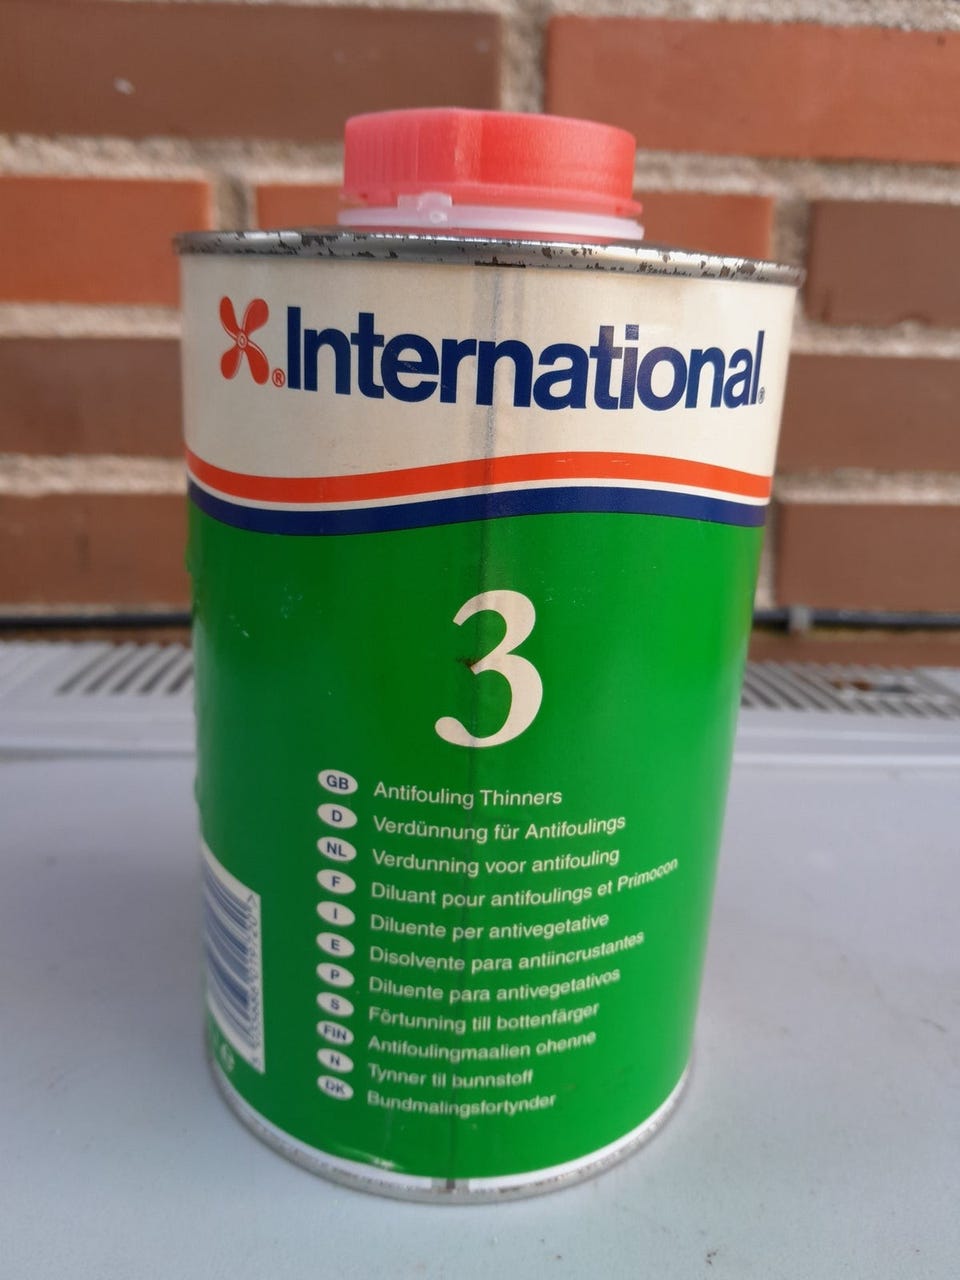 International
3
GB Antifouling Thinners
D Verdünnung für Antifoulings
NL Verdunning voor antifouling
F Diluant pour antifoulings et Primocon
I Diluente per antivegetative
E Disolvente para antiincrustantes
P Diluente para antivegetativos
S Förtunning till bottenfärger
FIN Antifoulingmaalien ohenne
N Tynner til bunnstoff
DK Bundmalingsfortynder